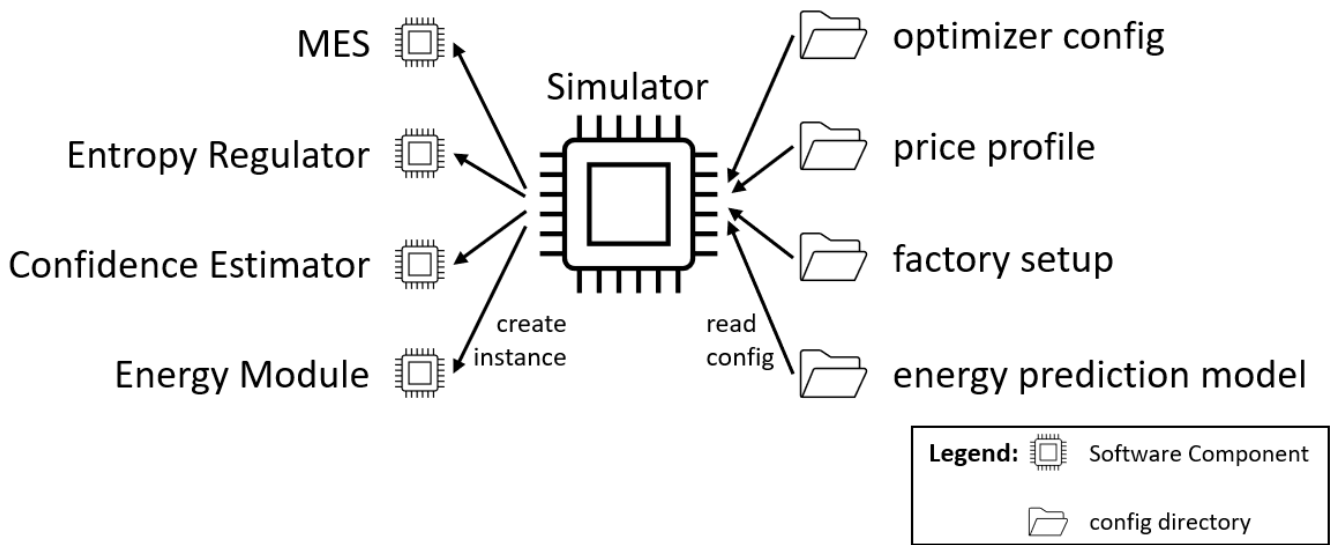 MES
Entropy Regulator
Confidence Estimator
Energy Module
Simulator
create
instance
read
config
optimizer config
price profile
factory setup
energy prediction model
Legend:
Software Component
config directory